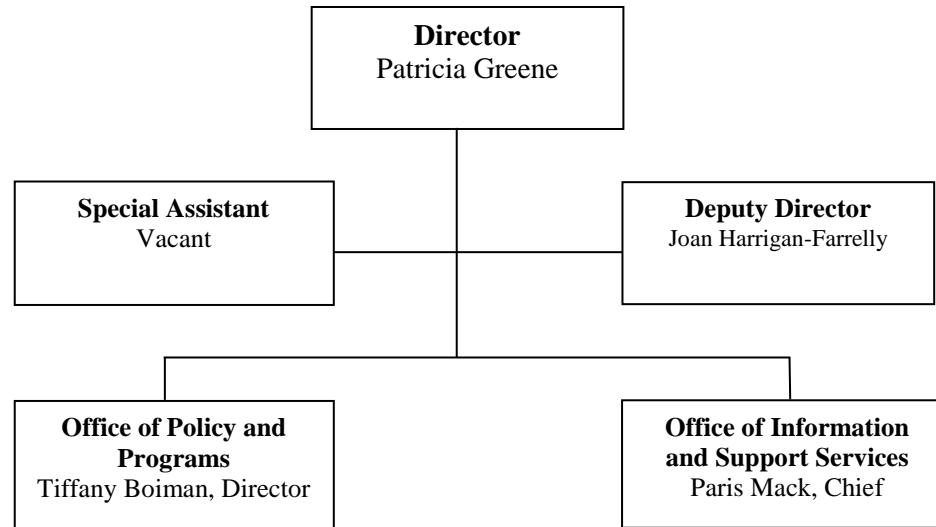 Director
Patricia Greene
Special Assistant
Vacant
Deputy Director
Joan Harrigan-Farrelly
Office of Policy and
Programs
Tiffany Boiman, Director
Office of Information
and Support Services
Paris Mack, Chief